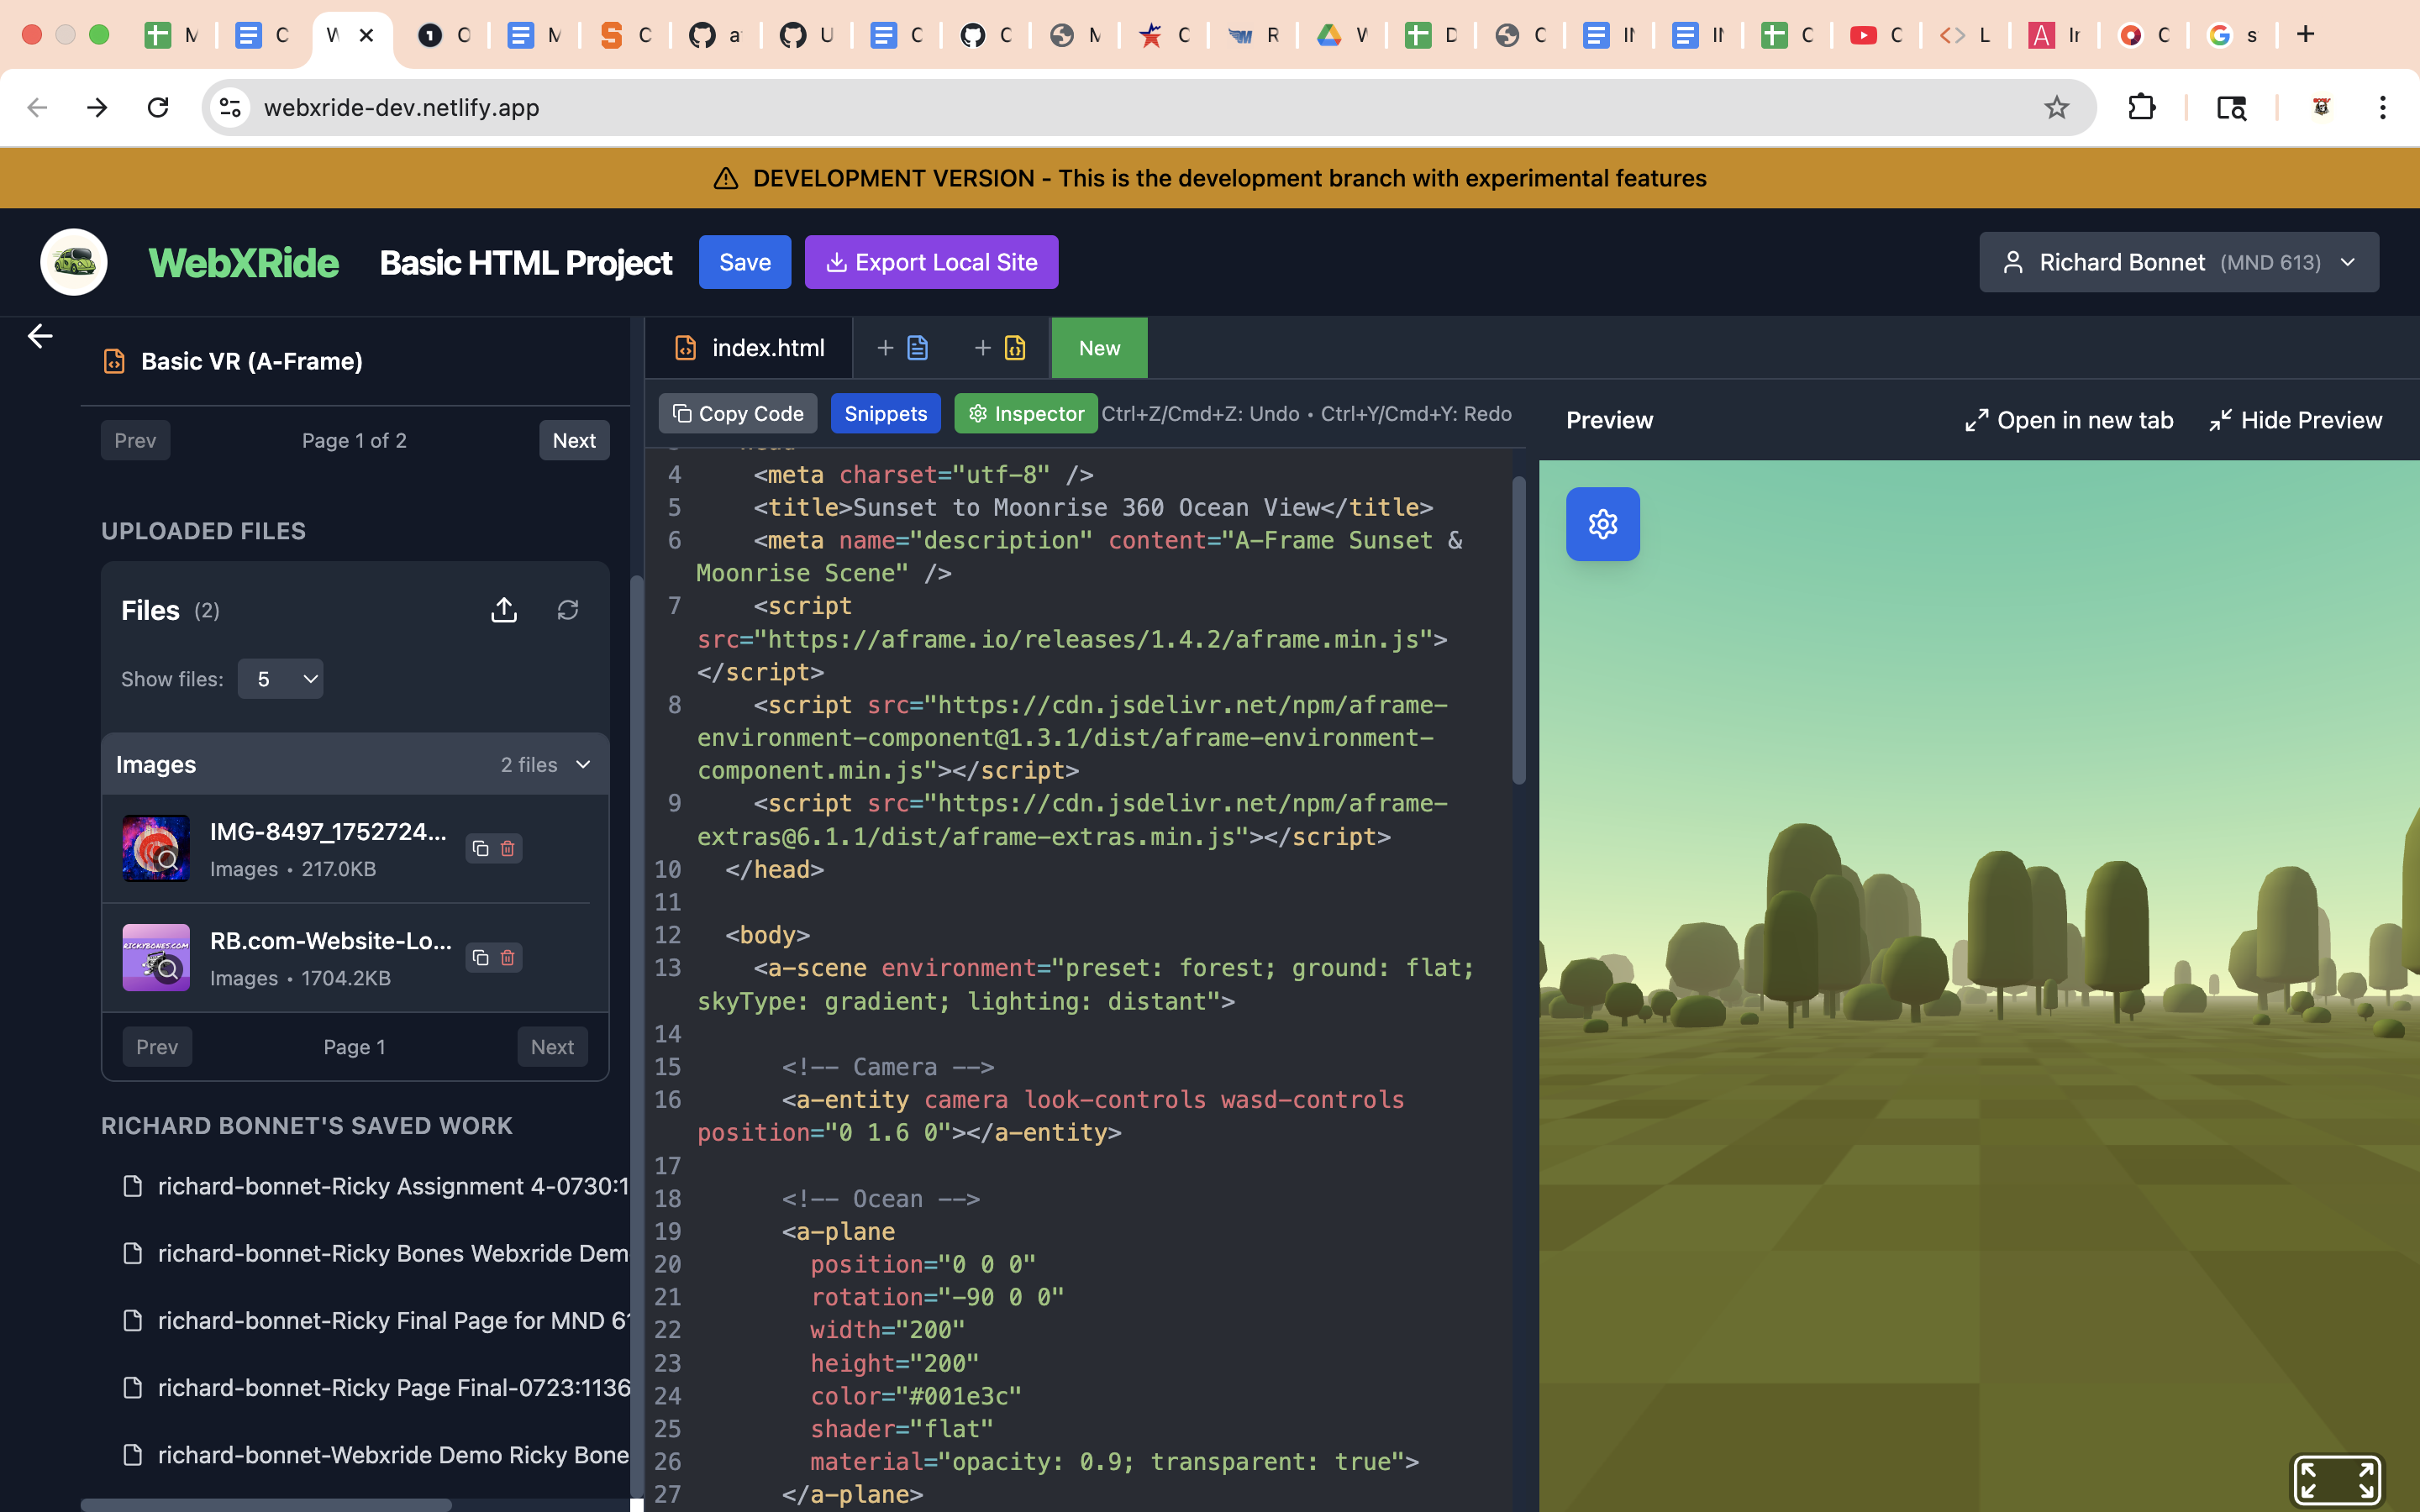 M
C
W
C
M
C
a
U
C
C
M
C
R
W
D
C
C
C
L
Ir
C
s
webxride-dev.netlify.app
DEVELOPMENT VERSION - This is the development branch with experimental features
WebXRide
Basic HTML Project
Save
Export Local Site
Richard Bonnet (MND 613)
Basic VR (A-Frame)
Prev
Page 1 of 2
Next
UPLOADED FILES
Files (2)
Show files: 5
Images
2 files
IMG-8497_1752724...
Images • 217.0KB
RICKYBONES.COM
RB.com-Website-Lo...
Images • 1704.2KB
Prev
Page 1
Next
RICHARD BONNET'S SAVED WORK
richard-bonnet-Ricky Assignment 4-0730:1
richard-bonnet-Ricky Bones Webxride Dem
richard-bonnet-Ricky Final Page for MND 61
richard-bonnet-Ricky Page Final-0723:1136
richard-bonnet-Webxride Demo Ricky Bone
index.html
New
Copy Code
Snippets
Inspector
Ctrl+Z/Cmd+Z: Undo • Ctrl+Y/Cmd+Y: Redo
4 <meta charset="utf-8" />
5 <title>Sunset to Moonrise 360 Ocean View</title>
6 <meta name="description" content="A-Frame Sunset &
Moonrise Scene" />
7 <script
src="https://aframe.io/releases/1.4.2/aframe.min.js">
</script>
8 <script src="https://cdn.jsdelivr.net/npm/aframe-
environment-component@1.3.1/dist/aframe-environment-
component.min.js"></script>
9 <script src="https://cdn.jsdelivr.net/npm/aframe-
extras@6.1.1/dist/aframe-extras.min.js"></script>
10 </head>
11
12 <body>
13 <a-scene environment="preset: forest; ground: flat;
skyType: gradient; lighting: distant">
14
15 <!-- Camera -->
16 <a-entity camera look-controls wasd-controls
position="0 1.6 0"></a-entity>
17
18 <!-- Ocean -->
19 <a-plane
20 position="0 0 0"
21 rotation="-90 0 0"
22 width="200"
23 height="200"
24 color="#001e3c"
25 shader="flat"
26 material="opacity: 0.9; transparent: true">
27 </a-plane>
Preview
Open in new tab
Hide Preview